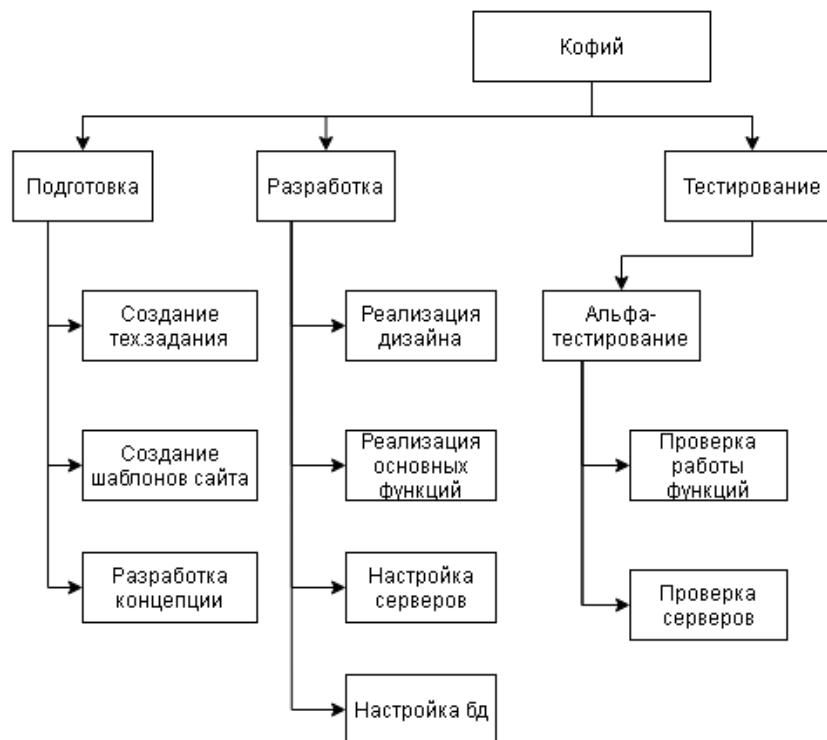 Кофий
Подготовка
Разработка
Тестирование
Создание
тех.задания
Реализация
дизайна
Альфа-
тестирование
Создание
шаблонов сайта
Реализация
основных
функций
Проверка
работы
функций
Разработка
концепции
Настройка
серверов
Проверка
серверов
Настройка бд